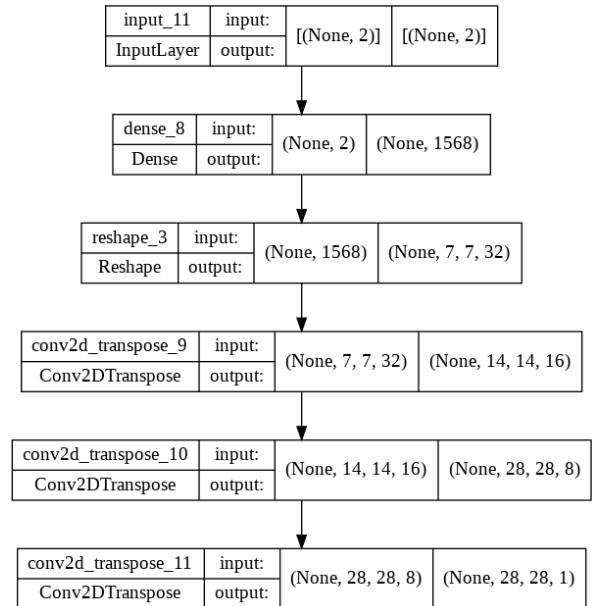 input_11 input: [(None, 2)] [(None, 2)]
InputLayer output:
dense_8 input: (None, 2) (None, 1568)
Dense output:
reshape_3 input: (None, 1568) (None, 7, 7, 32)
Reshape output:
conv2d_transpose_9 input: (None, 7, 7, 32) (None, 14, 14, 16)
Conv2DTranspose output:
conv2d_transpose_10 input: (None, 14, 14, 16) (None, 28, 28, 8)
Conv2DTranspose output:
conv2d_transpose_11 input: (None, 28, 28, 8) (None, 28, 28, 1)
Conv2DTranspose output: